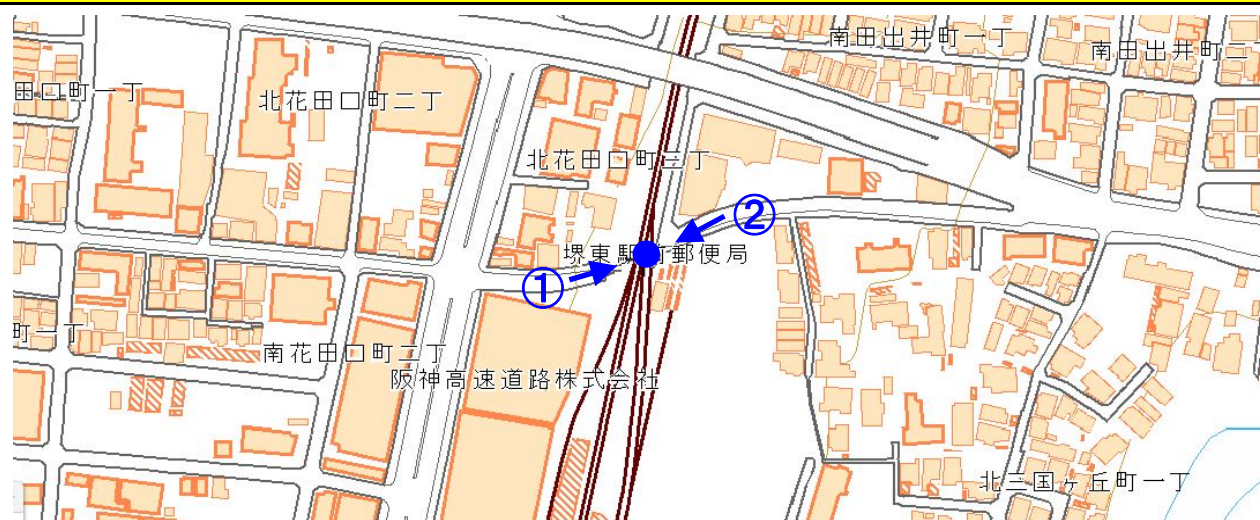 南田出井町一丁
南田出井町二
田口町一丁
北花田口町二丁
北花田口町三丁
②
堺東駅前郵便局
①
町一丁
南花田口町二丁
阪神高速道路株式会社
北三国ヶ丘町一丁